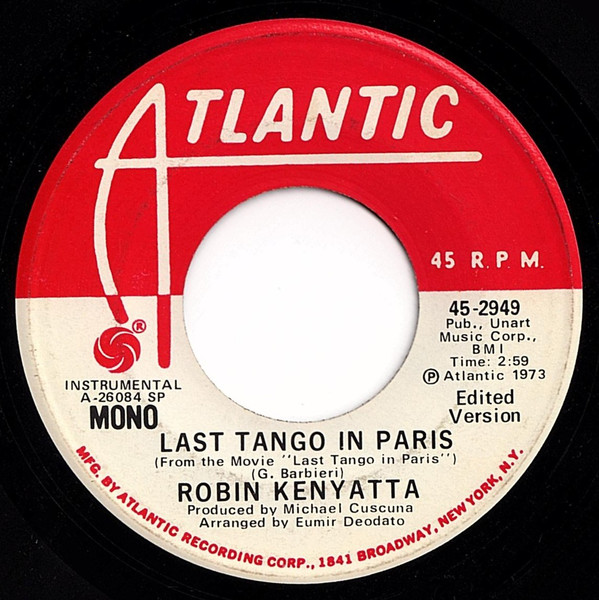 ATLANTIC
45 R.P.M.
®
INSTRUMENTAL
A-26084 SP
MONO
45-2949
Pub., Unart
Music Corp.,
BMI
Time: 2:59
Ⓟ Atlantic 1973
Edited
Version
LAST TANGO IN PARIS
(From the Movie "Last Tango in Paris")
(G. Barbieri)
ROBIN KENYATTA
Produced by Michael Cuscuna
Arranged by Eumir Deodato
MFG. BY ATLANTIC RECORDING CORP., 1841 BROADWAY, NEW YORK, N.Y.